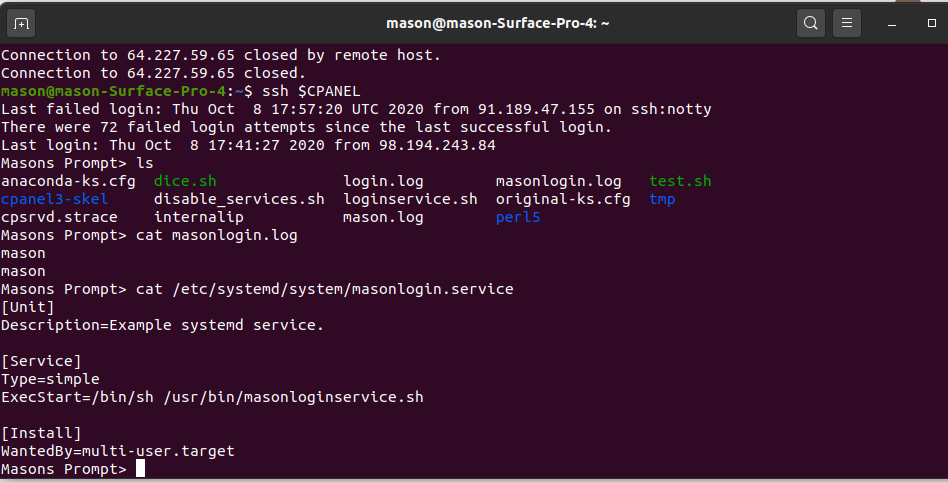 mason@mason-Surface-Pro-4: ~
Connection to 64.227.59.65 closed by remote host.
Connection to 64.227.59.65 closed.
mason@mason-Surface-Pro-4:~$ ssh $CPANEL
Last failed login: Thu Oct  8 17:57:20 UTC 2020 from 91.189.47.155 on ssh:notty
There were 72 failed login attempts since the last successful login.
Last login: Thu Oct  8 17:41:27 2020 from 98.194.243.84
Masons Prompt> ls
anaconda-ks.cfg  dice.sh              login.log        masonlogin.log   test.sh
cpanel3-skel     disable_services.sh  loginservice.sh  original-ks.cfg  tmp
cpsrvd.strace    internalip           mason.log        perl5
Masons Prompt> cat masonlogin.log
mason
mason
Masons Prompt> cat /etc/systemd/system/masonlogin.service
[Unit]
Description=Example systemd service.

[Service]
Type=simple
ExecStart=/bin/sh /usr/bin/masonloginservice.sh

[Install]
WantedBy=multi-user.target
Masons Prompt>